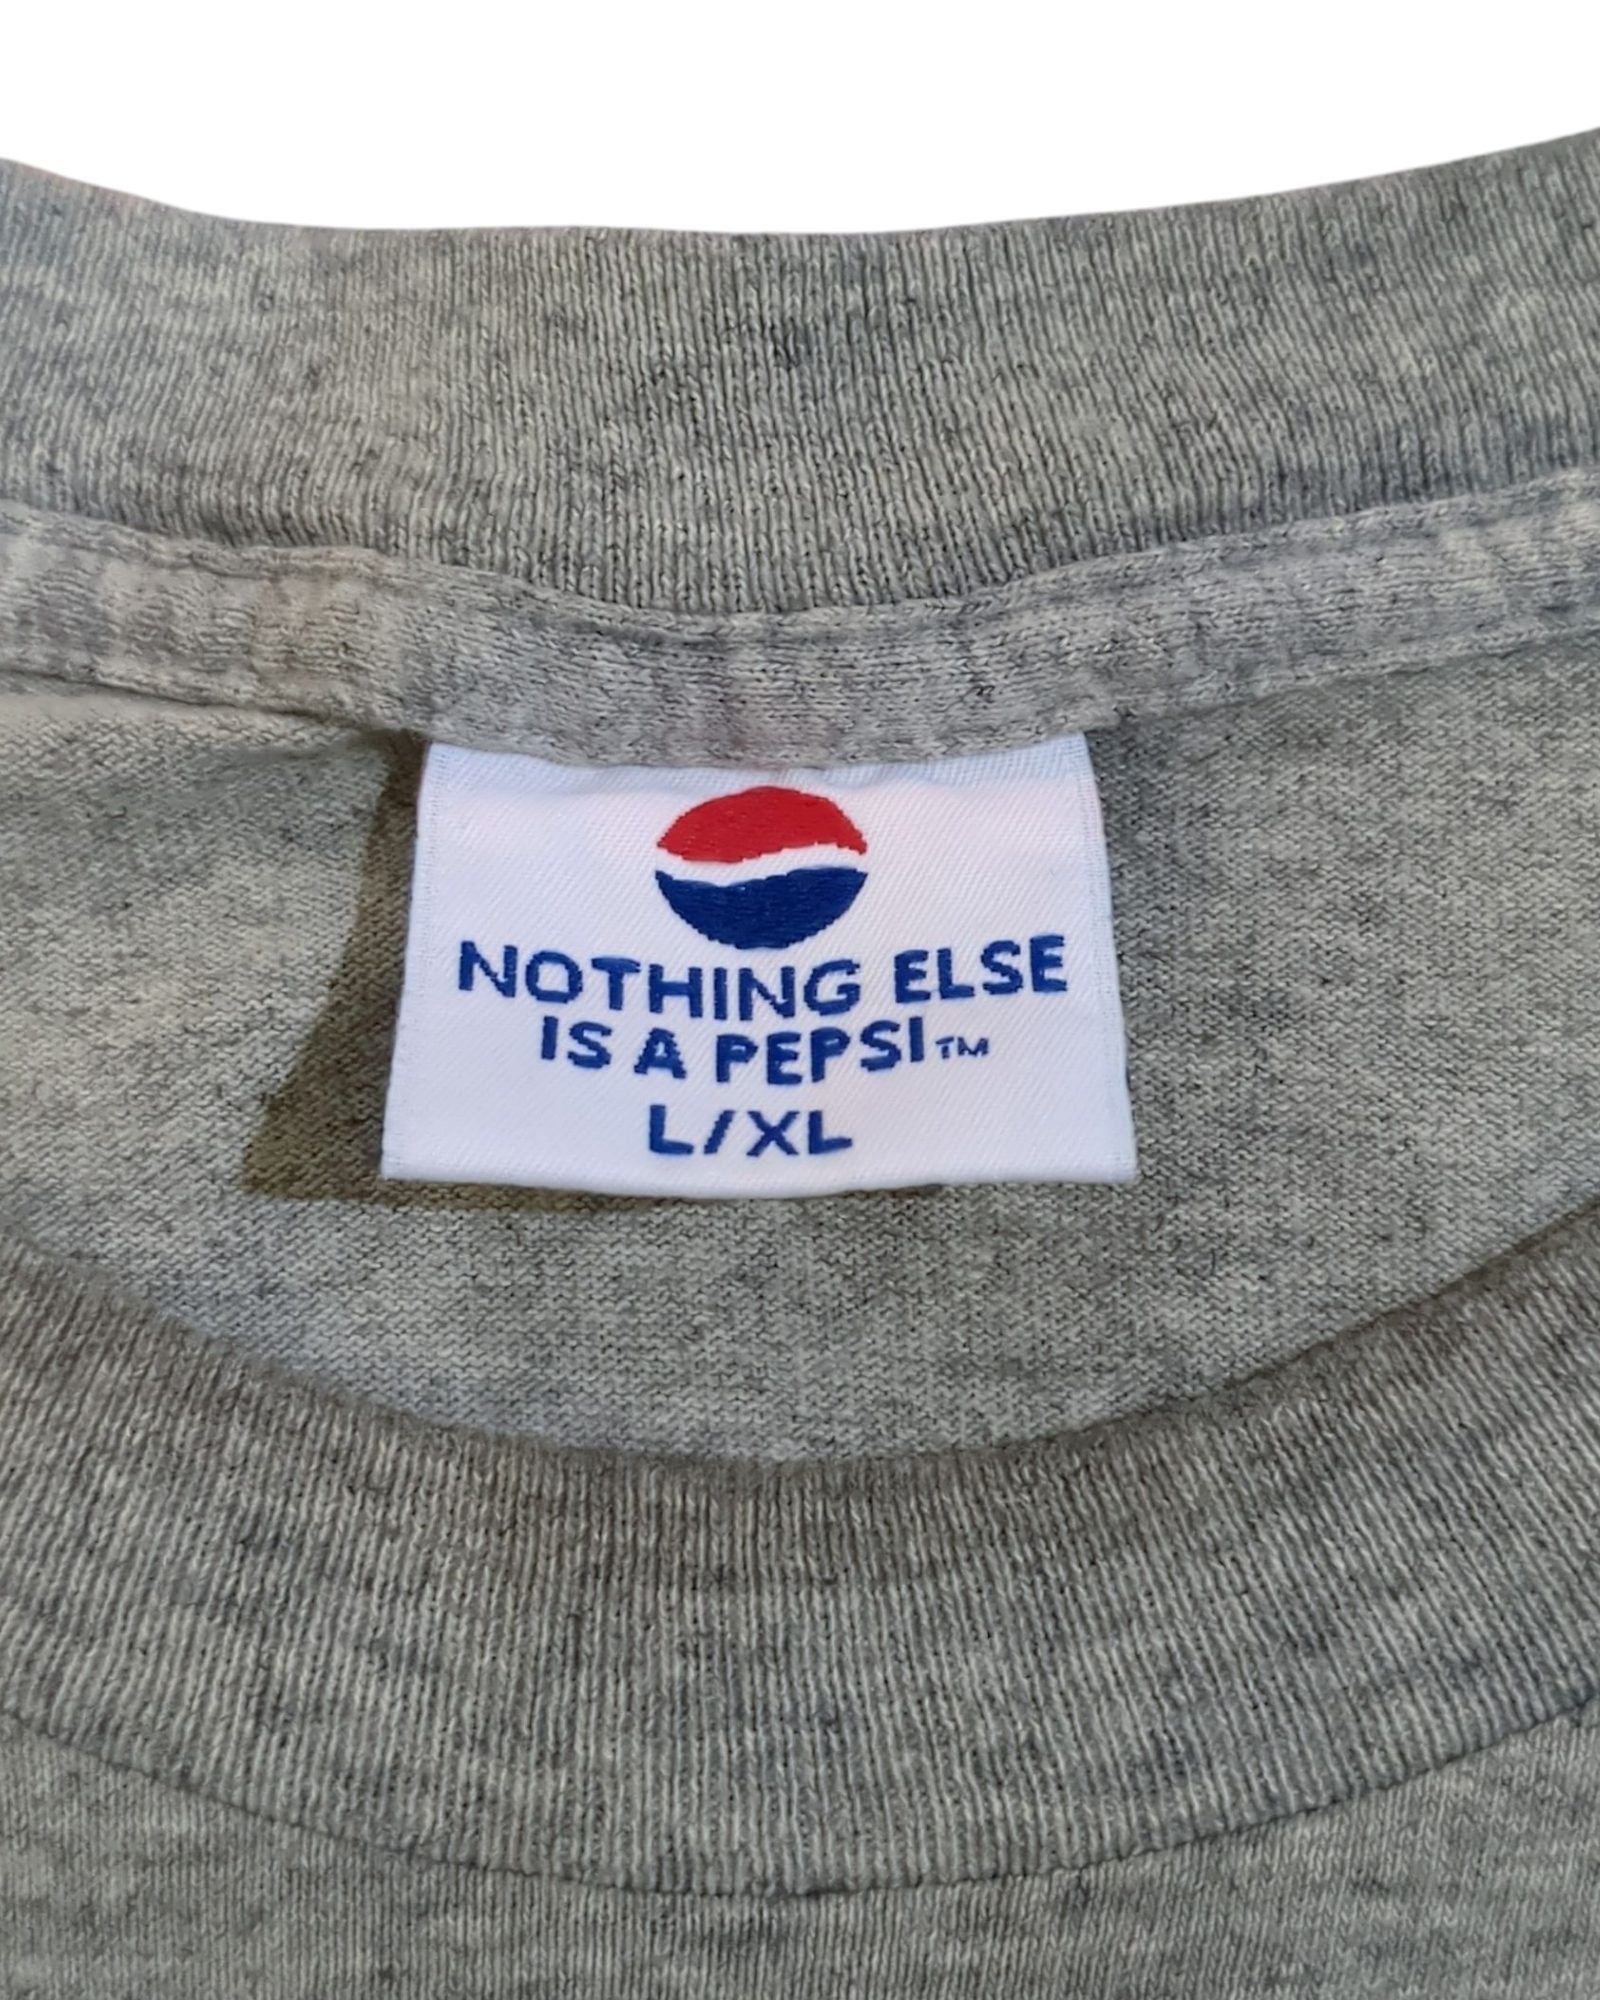 NOTHING ELSE
IS A PEPSI™
L/XL